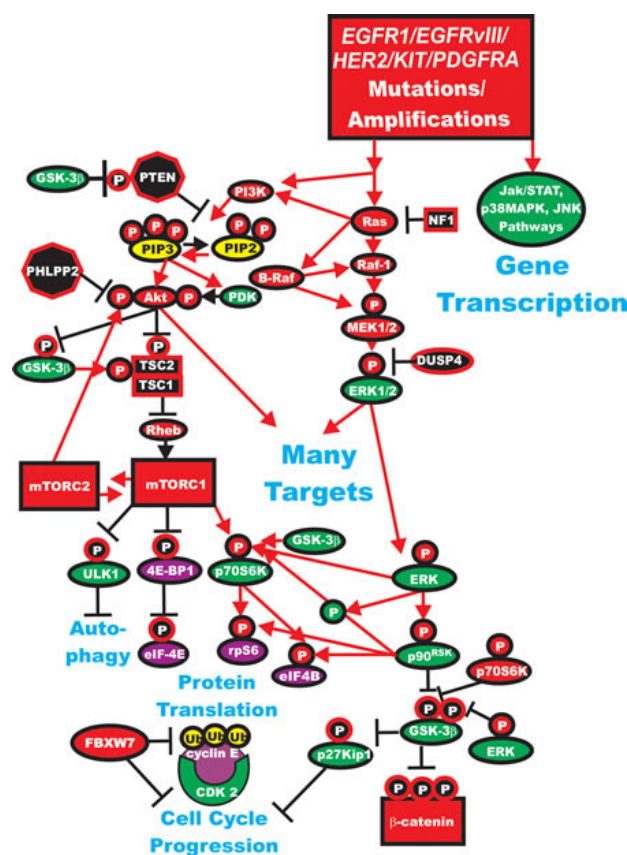 EGFR1/EGFRvIII/
HER2/KIT/PDGFRA
Mutations/
Amplifications
GSK-3β
P
PTEN
PI3K
Jak/STAT,
p38MAPK, JNK
Pathways
Ras
NF1
P
P
P
PIP3
P
P
PIP2
Gene
Transcription
B-Raf
Raf-1
PHLPP2
P
Akt
P
PDK
P
MEK1/2
P
GSK-3β
P
P
TSC2
TSC1
P
ERK1/2
DUSP4
Rheb
Many
Targets
mTORC2
mTORC1
P
ULK1
P
4E-BP1
P
p70S6K
GSK-3β
P
ERK
P
Auto-
phagy
P
eIF-4E
P
rpS6
P
eIF4B
P
p90RSK
P
p70S6K
Protein
Translation
P
P
GSK-3β
P
ERK
FBXW7
Ub
Ub
Ub
cyclin E
CDK 2
P
p27Kip1
P
P
P
β-catenin
Cell Cycle
Progression